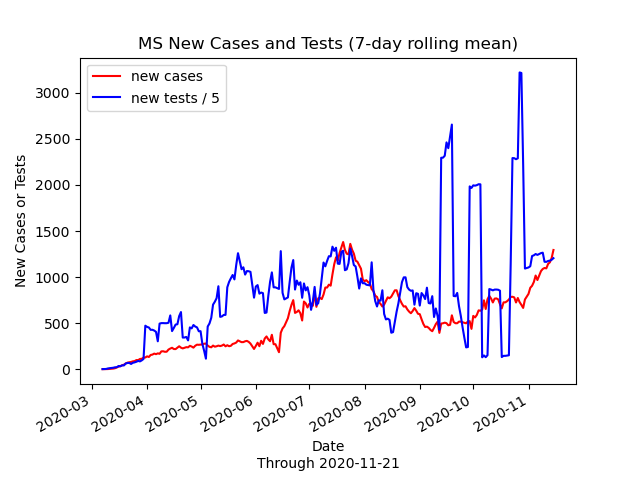 MS New Cases and Tests (7-day rolling mean)
new cases
new tests / 5
New Cases or Tests
3000
2500
2000
1500
1000
500
0
2020-03
2020-04
2020-05
2020-06
2020-07
2020-08
2020-09
2020-10
2020-11
Date
Through 2020-11-21